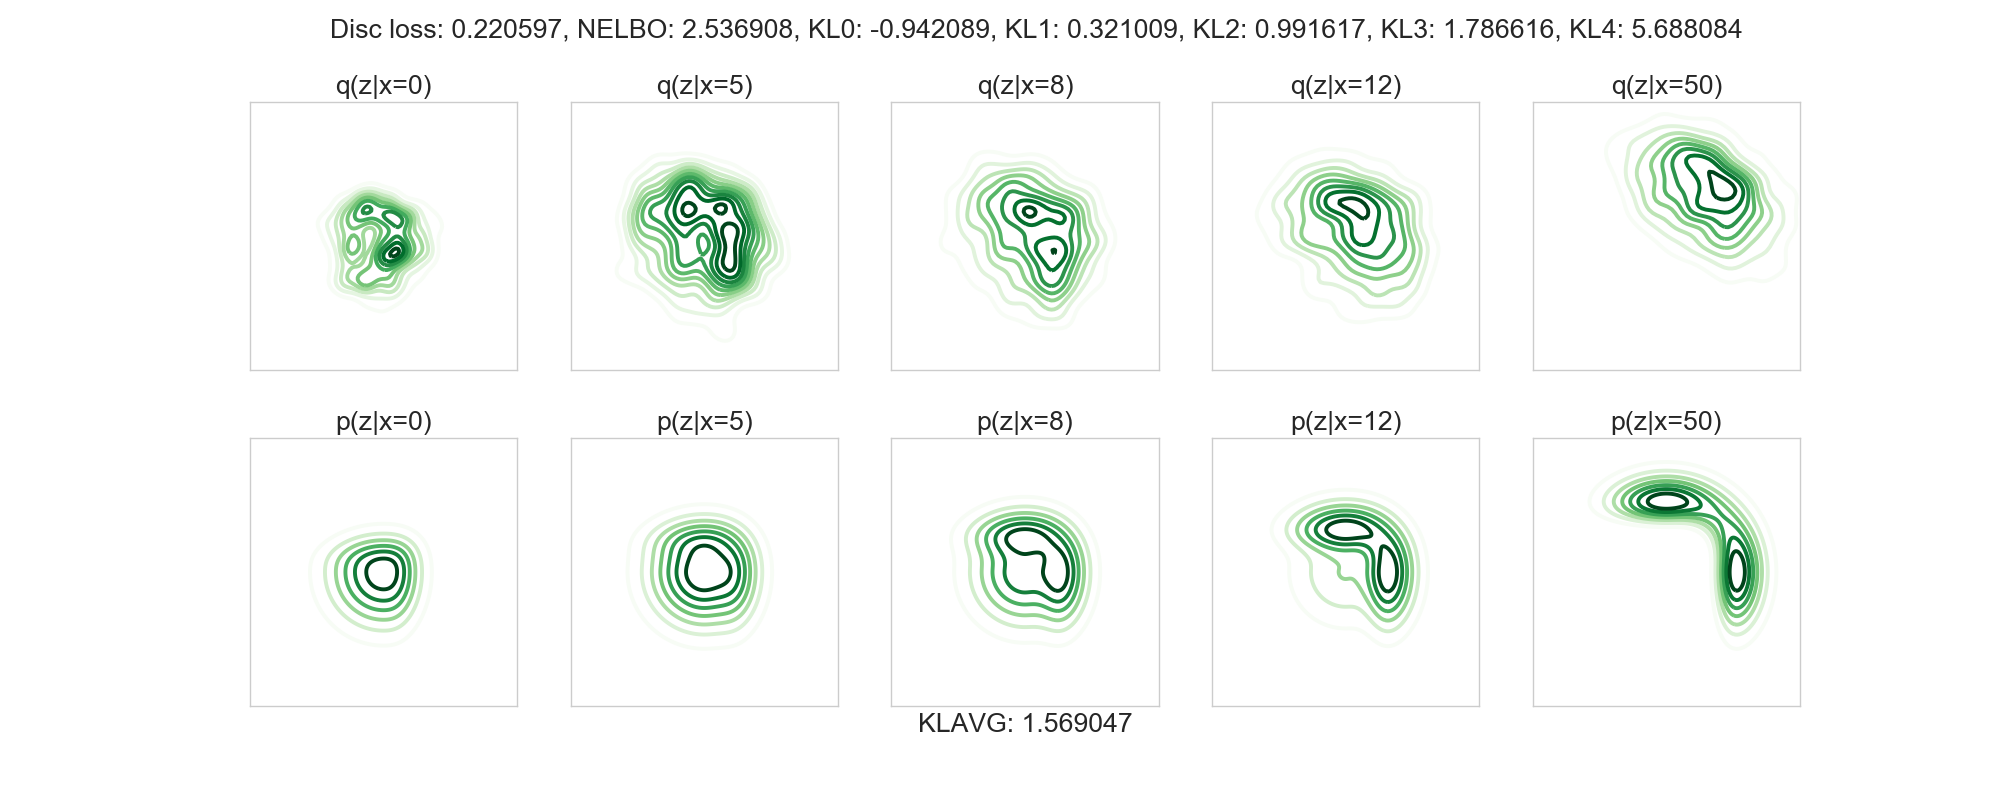 Disc loss: 0.220597, NELBO: 2.536908, KL0: -0.942089, KL1: 0.321009, KL2: 0.991617, KL3: 1.786616, KL4: 5.688084
q(z|x=0) q(z|x=5) q(z|x=8) q(z|x=12) q(z|x=50)
p(z|x=0) p(z|x=5) p(z|x=8) p(z|x=12) p(z|x=50)
KLAVG: 1.569047